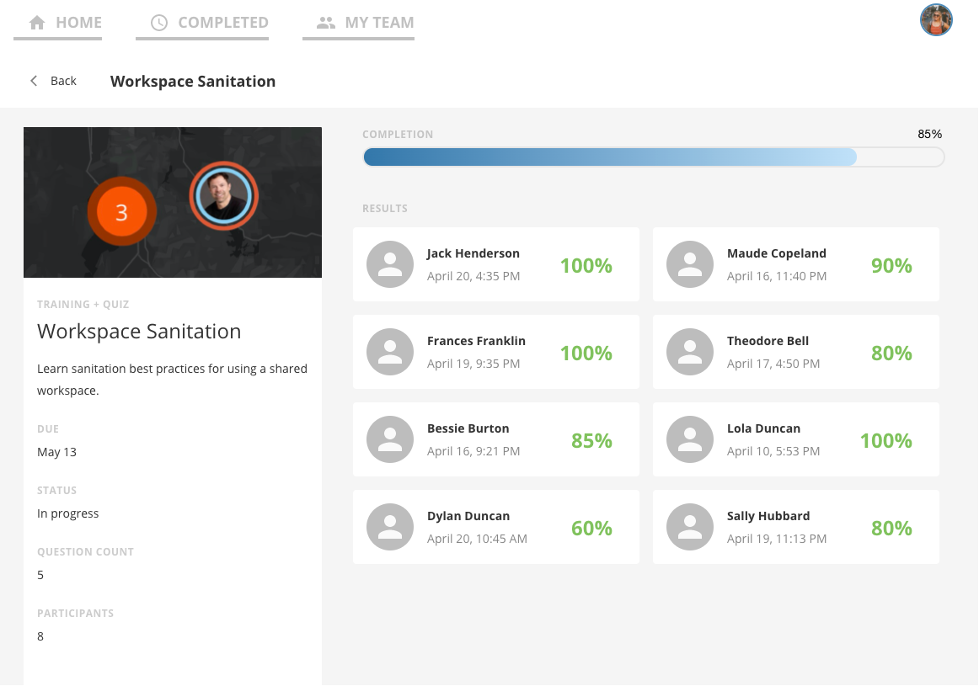 HOME COMPLETED MY TEAM
Back Workspace Sanitation
3
TRAINING + QUIZ
Workspace Sanitation
Learn sanitation best practices for using a shared
workspace.
DUE
May 13
STATUS
In progress
QUESTION COUNT
5
PARTICIPANTS
8
COMPLETION 85%
RESULTS
Jack Henderson
April 20, 4:35 PM
100%
Maude Copeland
April 16, 11:40 PM
90%
Frances Franklin
April 19, 9:35 PM
100%
Theodore Bell
April 17, 4:50 PM
80%
Bessie Burton
April 16, 9:21 PM
85%
Lola Duncan
April 10, 5:53 PM
100%
Dylan Duncan
April 20, 10:45 AM
60%
Sally Hubbard
April 19, 11:13 PM
80%